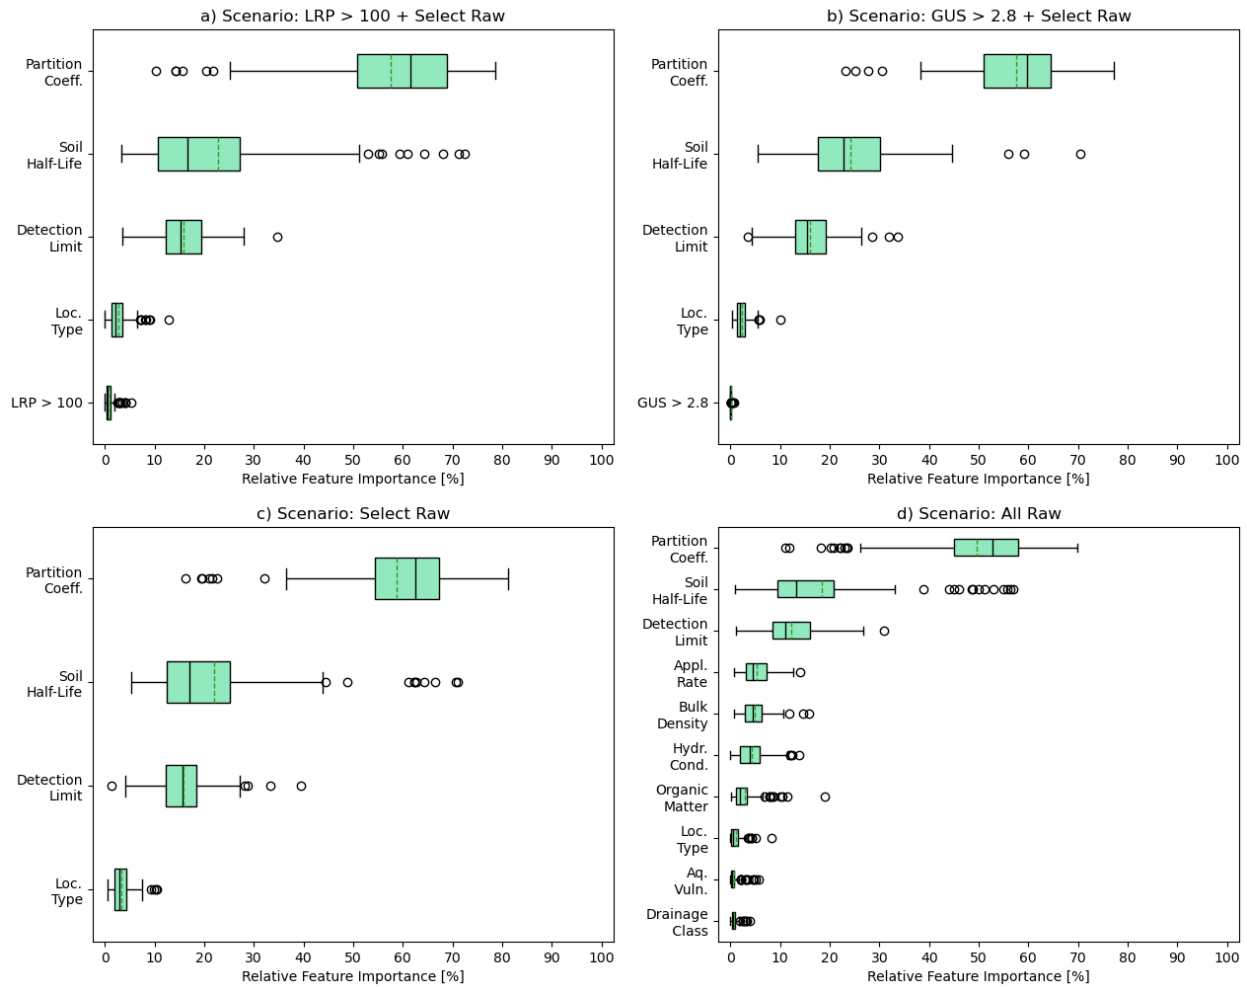 a) Scenario: LRP > 100 + Select Raw
Partition
Coeff.
Soil
Half-Life
Detection
Limit
Loc.
Type
LRP > 100
0 10 20 30 40 50 60 70 80 90 100
Relative Feature Importance [%]
b) Scenario: GUS > 2.8 + Select Raw
Partition
Coeff.
Soil
Half-Life
Detection
Limit
Loc.
Type
GUS > 2.8
0 10 20 30 40 50 60 70 80 90 100
Relative Feature Importance [%]
c) Scenario: Select Raw
Partition
Coeff.
Soil
Half-Life
Detection
Limit
Loc.
Type
0 10 20 30 40 50 60 70 80 90 100
Relative Feature Importance [%]
d) Scenario: All Raw
Partition
Coeff.
Soil
Half-Life
Detection
Limit
Appl.
Rate
Bulk
Density
Hydr.
Cond.
Organic
Matter
Loc.
Type
Aq.
Vuln.
Drainage
Class
0 10 20 30 40 50 60 70 80 90 100
Relative Feature Importance [%]